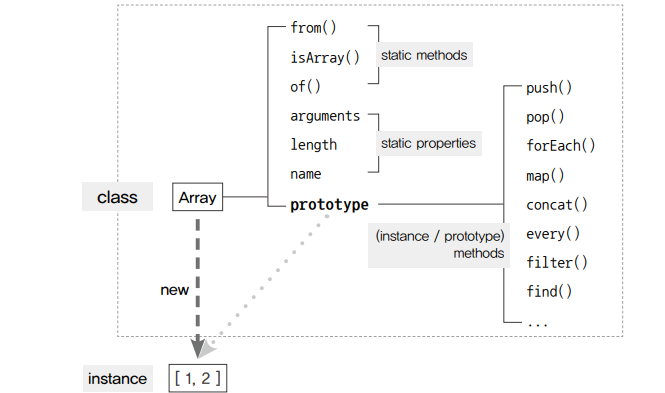 from()
isArray()
of()
static methods
arguments
length
name
static properties
prototype
class
Array
(instance / prototype)
methods
push()
pop()
forEach()
map()
concat()
every()
filter()
find()
...
new
instance
[ 1, 2 ]